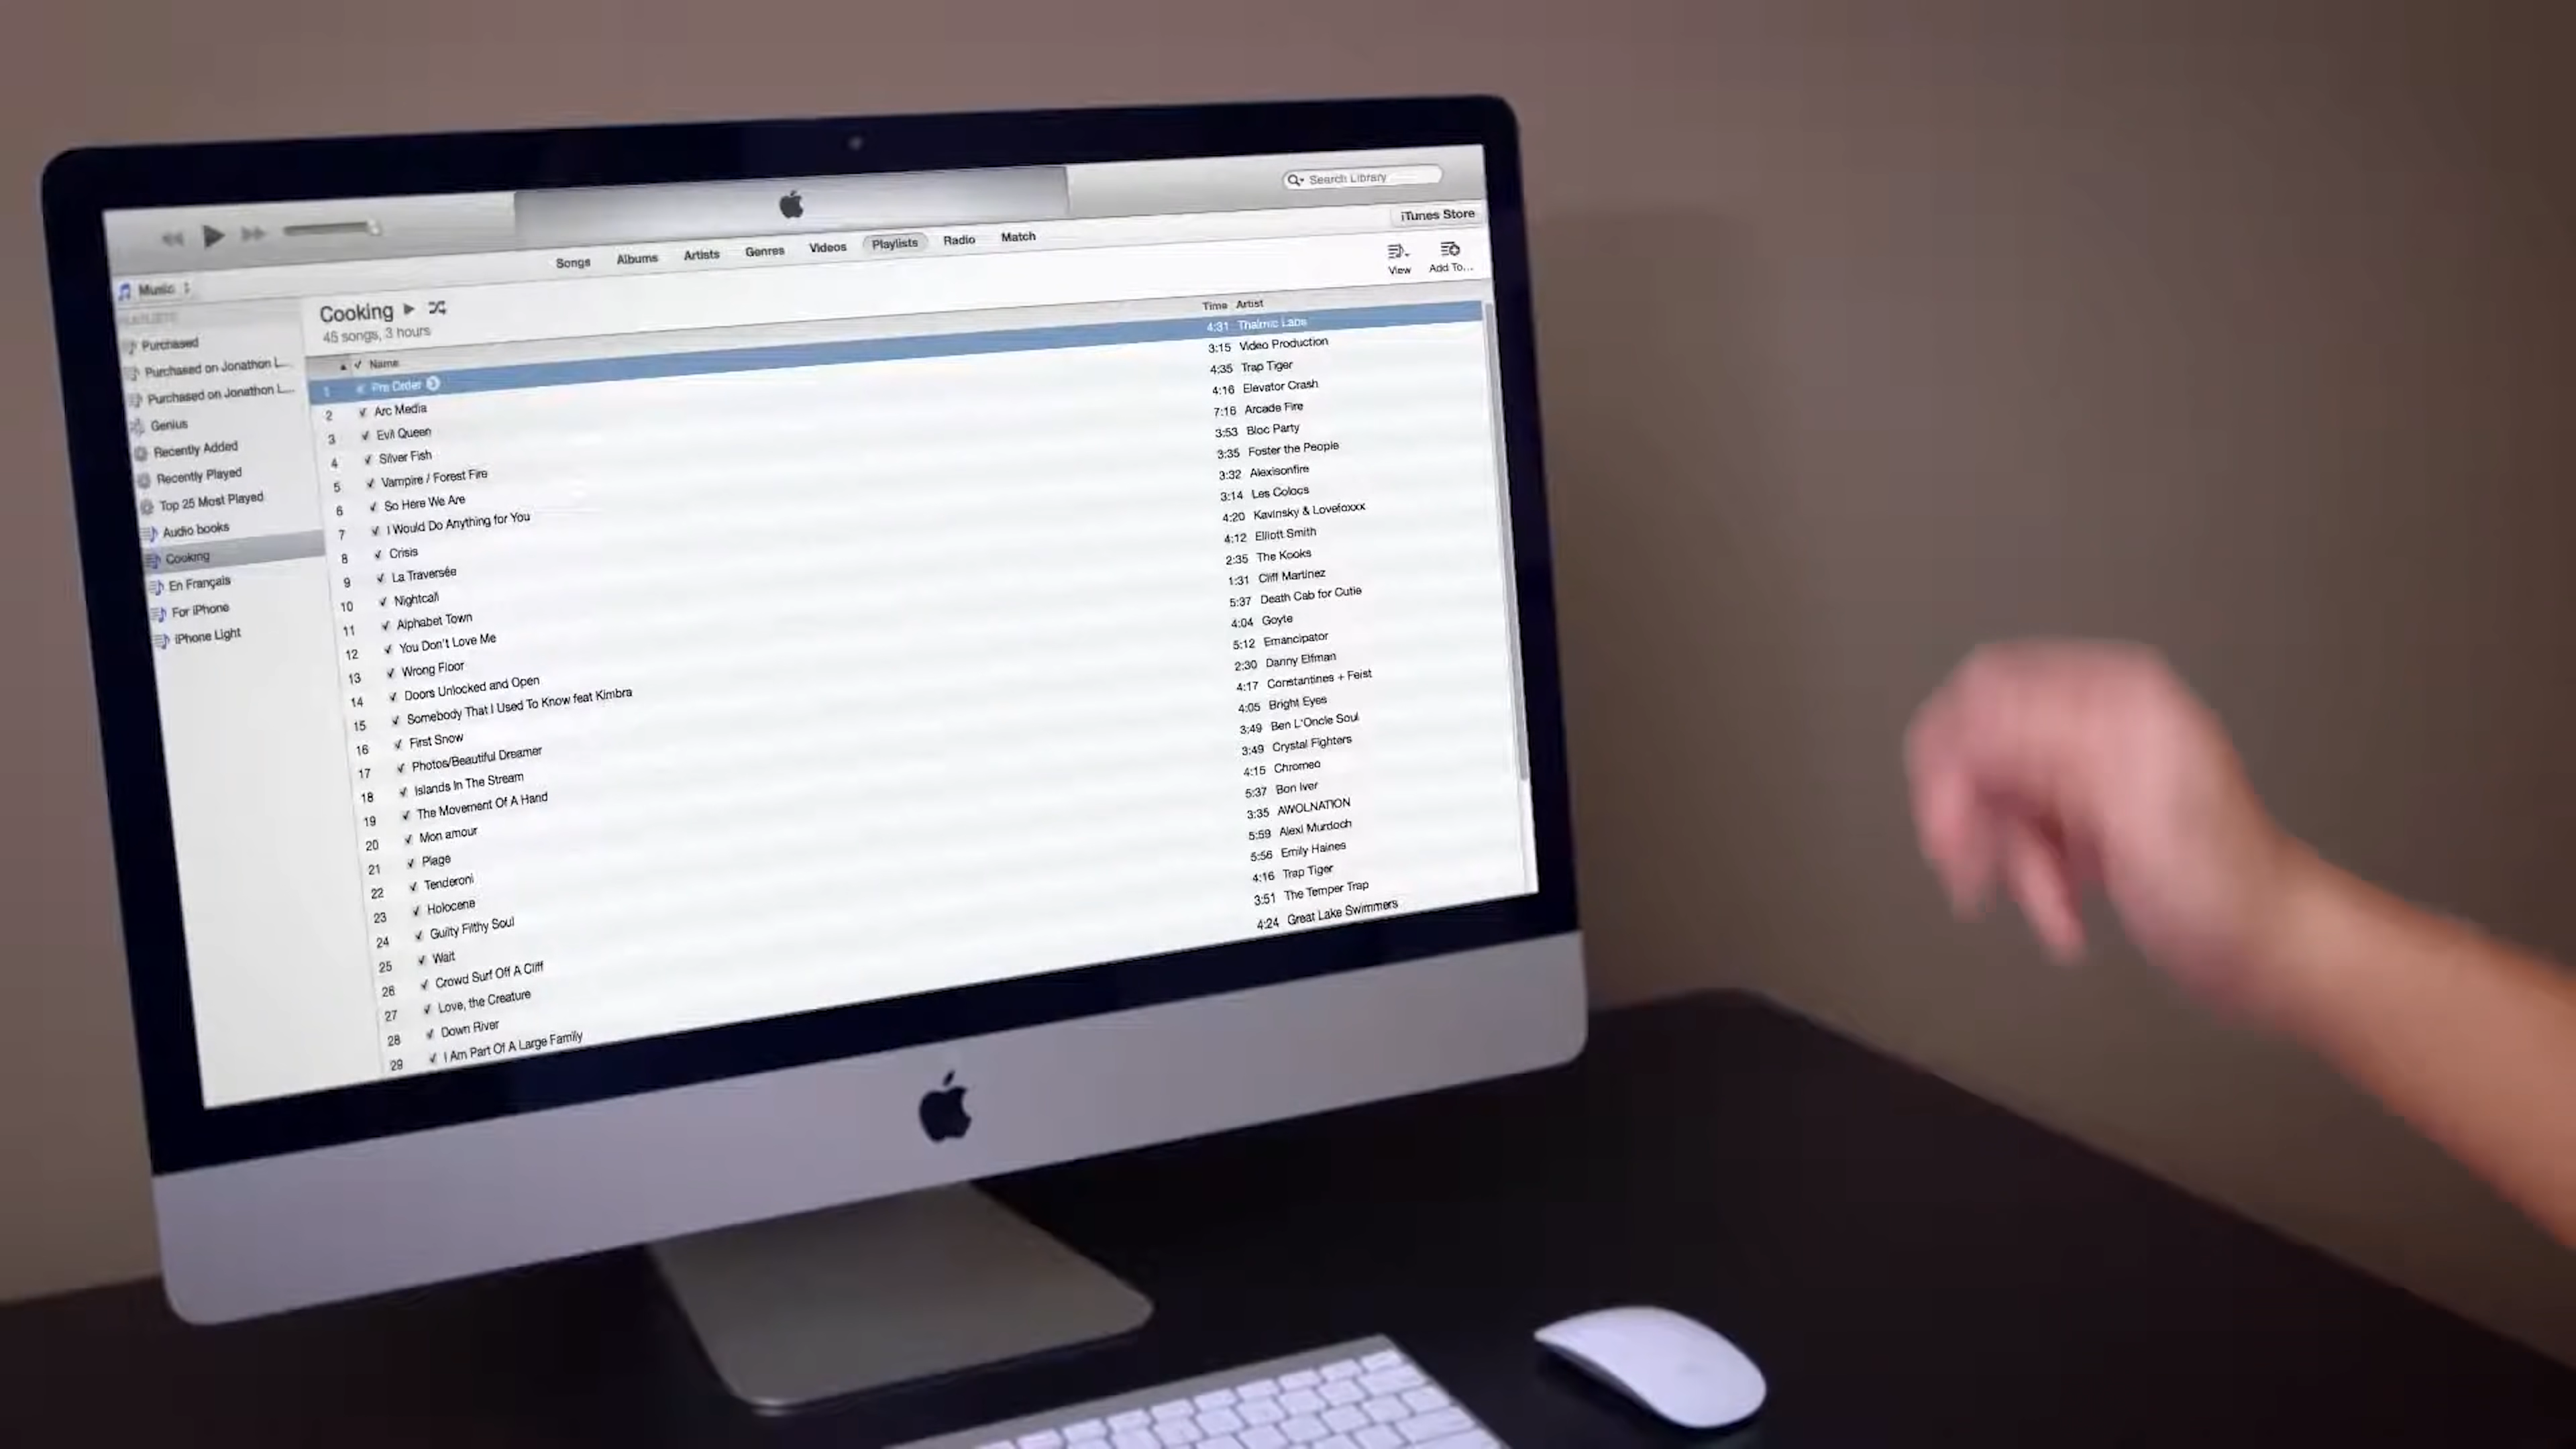 Search Library
iTunes Store
Songs Albums Artists Genres Videos Playlists Radio Match
View Add To...
Music
PLAYLISTS
Purchased
Purchased on Jonathon L...
Purchased on Jonathon L...
Genius
Recently Added
Recently Played
Top 25 Most Played
Audio books
Cooking
En Français
For iPhone
iPhone Light
Cooking
45 songs, 3 hours
Name Time Artist
1 Pre Order 4:31 Thalmic Labs
2 Arc Media 3:15 Video Production
3 Evil Queen 4:35 Trap Tiger
4 Silver Fish 4:16 Elevator Crash
5 Vampire / Forest Fire 7:16 Arcade Fire
6 So Here We Are 3:53 Bloc Party
7 I Would Do Anything for You 3:35 Foster the People
8 Crisis 3:32 Alexisonfire
9 La Traversée 3:14 Les Colocs
10 Nightcall 4:20 Kavinsky & Lovefoxxx
11 Alphabet Town 4:12 Elliott Smith
12 You Don't Love Me 2:35 The Kooks
13 Wrong Floor 1:31 Cliff Martinez
14 Doors Unlocked and Open 5:37 Death Cab for Cutie
15 Somebody That I Used To Know feat Kimbra 4:04 Goyte
16 First Snow 5:12 Emancipator
17 Photos/Beautiful Dreamer 2:30 Danny Elfman
18 Islands In The Stream 4:17 Constantines + Feist
19 The Movement Of A Hand 4:05 Bright Eyes
20 Mon amour 3:49 Ben L'Oncle Soul
21 Plage 3:49 Crystal Fighters
22 Tenderoni 4:15 Chromeo
23 Holocene 5:37 Bon Iver
24 Guilty Filthy Soul 3:35 AWOLNATION
25 Wait 5:59 Alexi Murdoch
26 Crowd Surf Off A Cliff 5:56 Emily Haines
27 Love, the Creature 4:16 Trap Tiger
28 Down River 3:51 The Temper Trap
29 I Am Part Of A Large Family 4:24 Great Lake Swimmers